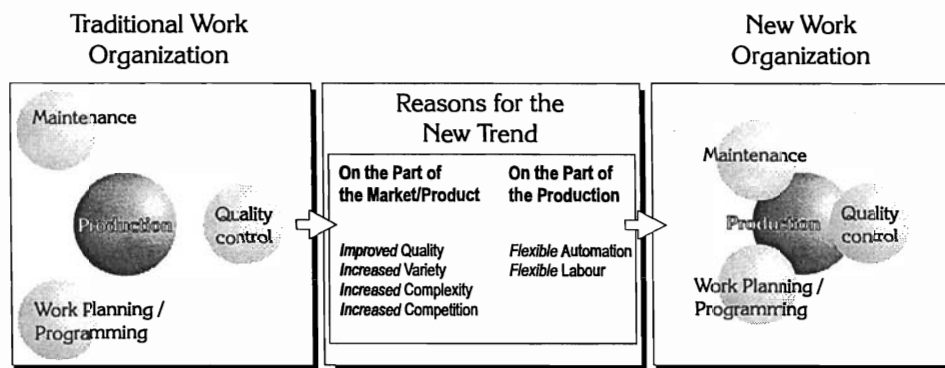 Traditional Work
Organization
Maintenance
Production
Quality
control
Work Planning /
Programming
Reasons for the
New Trend
On the Part of
the Market/Product
Improved Quality
Increased Variety
Increased Complexity
Increased Competition
On the Part of
the Production
Flexible Automation
Flexible Labour
New Work
Organization
Maintenance
Production
Quality
control
Work Planning /
Programming